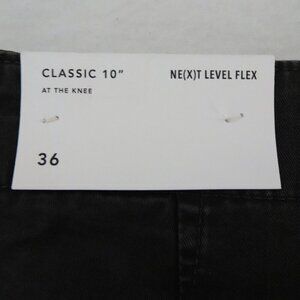 CLASSIC 10” NE(X)T LEVEL FLEX
AT THE KNEE
36